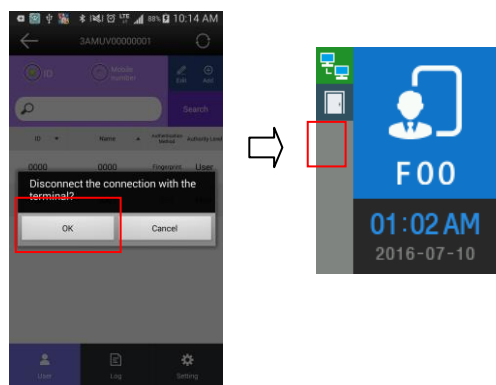 LTE 88% 10:14 AM
3AMUV00000001
ID
Mobile
number
Edit
Add
Search
ID
Name
Authentication
Method
Authority Level
0000
0000
Fingerprint
User
Disconnect the connection with the
terminal?
OK
Cancel
User
Log
Setting
F00
01:02 AM
2016-07-10